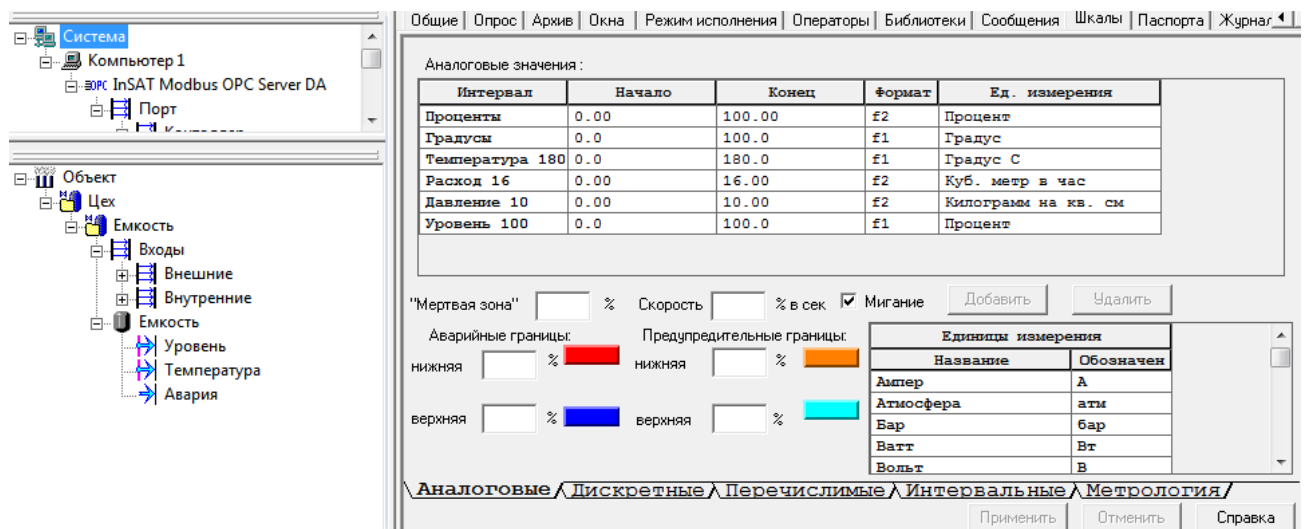 Система
Компьютер 1
InSAT Modbus OPC Server DA
Порт
Объект
Цех
Емкость
Входы
Внешние
Внутренние
Емкость
Уровень
Температура
Авария
Общие Опрос Архив Окна Режим исполнения Операторы Библиотеки Сообщения Шкалы Паспорта Журнал
Аналоговые значения :
Интервал Начало Конец Формат Ед. измерения
Проценты 0.00 100.00 f2 Процент
Градусы 0.0 100.0 f1 Градус
Температура 180 0.0 180.0 f1 Градус С
Расход 16 0.00 16.00 f2 Куб. метр в час
Давление 10 0.00 10.00 f2 Килограмм на кв. см
Уровень 100 0.0 100.0 f1 Процент
"Мертвая зона" % Скорость % в сек Мигание Добавить Удалить
Аварийные границы: Предупредительные границы:
нижняя % нижняя %
верхняя % верхняя %
Единицы измерения
Название Обозначен
Ампер А
Атмосфера атм
Бар бар
Ватт Вт
Вольт В
Аналоговые Дискретные Перечислимые Интервальные Метрология
Применить Отменить Справка